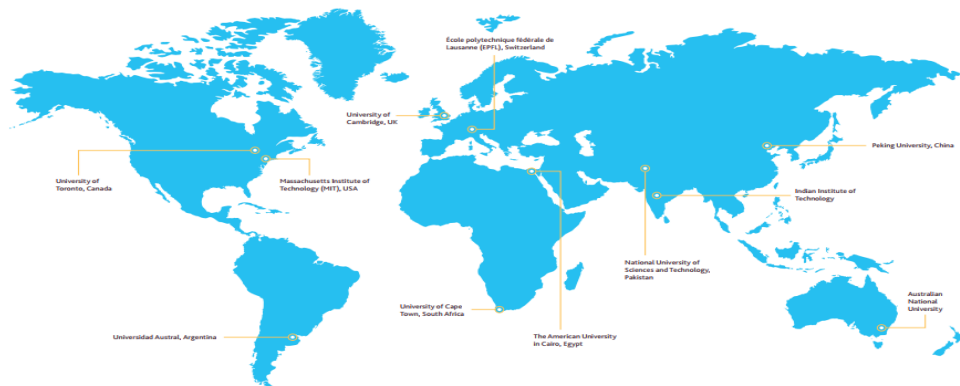 École polytechnique fédérale de
Lausanne (EPFL), Switzerland
University of
Cambridge, UK
Peking University, China
University of
Toronto, Canada
Massachusetts Institute of
Technology (MIT), USA
Indian Institute of
Technology
National University of
Sciences and Technology,
Pakistan
Australian
National
University
University of Cape
Town, South Africa
Universidad Austral, Argentina
The American University
in Cairo, Egypt